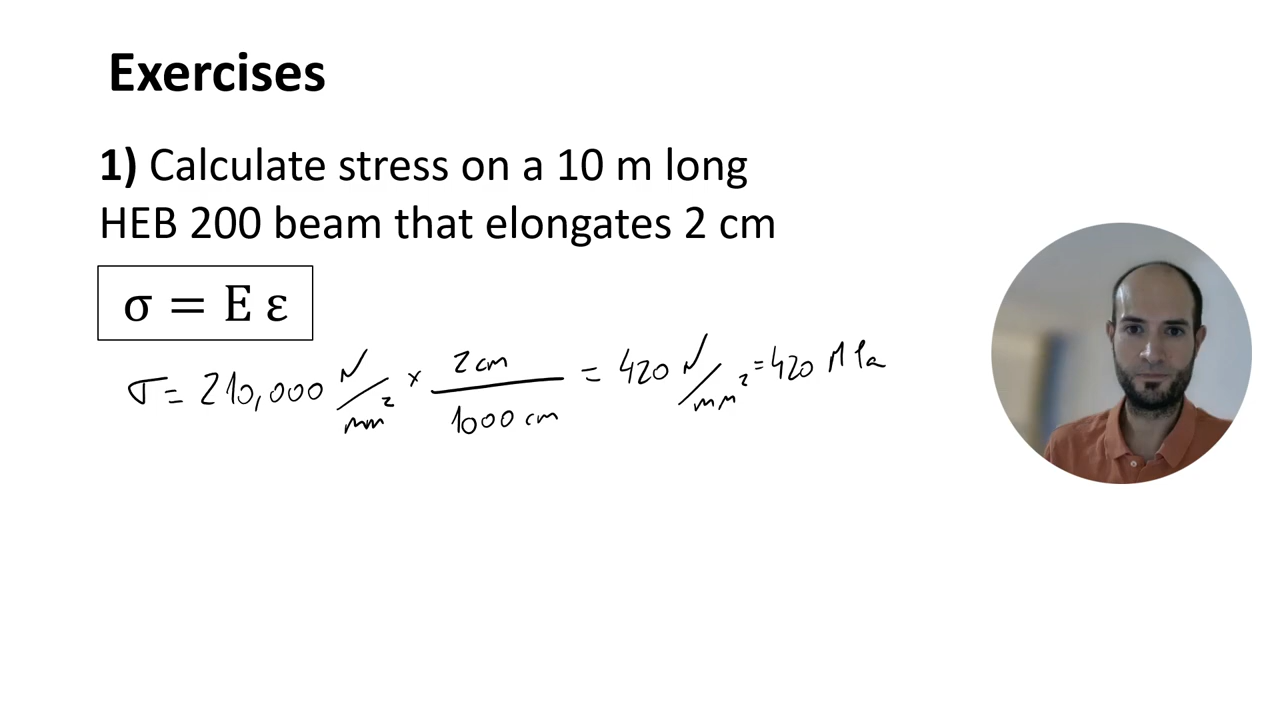 Exercises
1) Calculate stress on a 10 m long
HEB 200 beam that elongates 2 cm
σ = E ε
σ = 210,000 N/mm² × 2 cm / 1000 cm = 420 N/mm² = 420 MPa